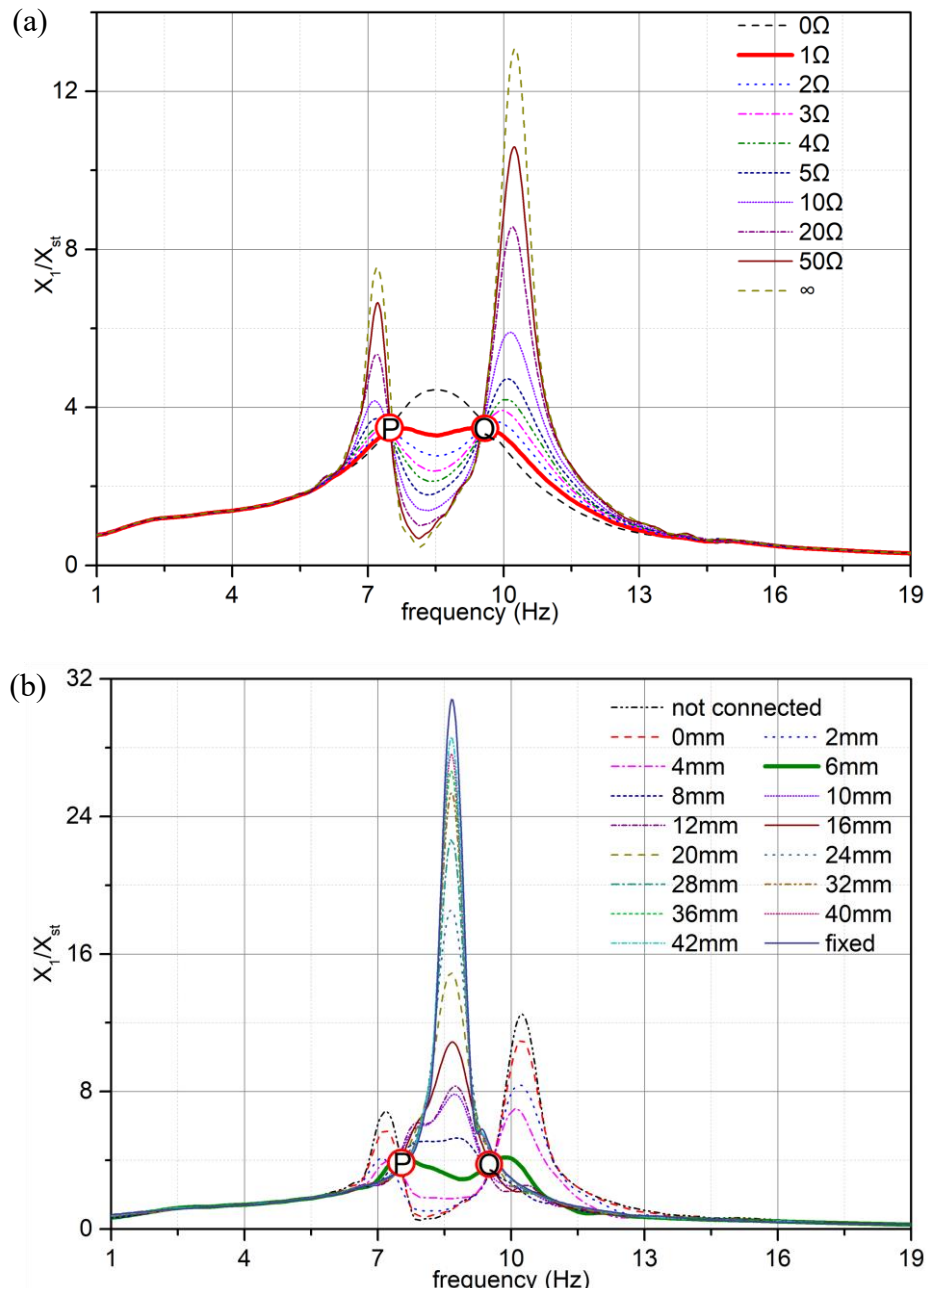 (a)
0Ω
1Ω
2Ω
3Ω
4Ω
5Ω
10Ω
20Ω
50Ω
∞
12
8
4
0
X1/Xst
P
Q
1 4 7 10 13 16 19
frequency (Hz)
(b)
32
24
16
8
0
X1/Xst
not connected
0mm 2mm
4mm 6mm
8mm 10mm
12mm 16mm
20mm 24mm
28mm 32mm
36mm 40mm
42mm fixed
P
Q
1 4 7 10 13 16 19
frequency (Hz)